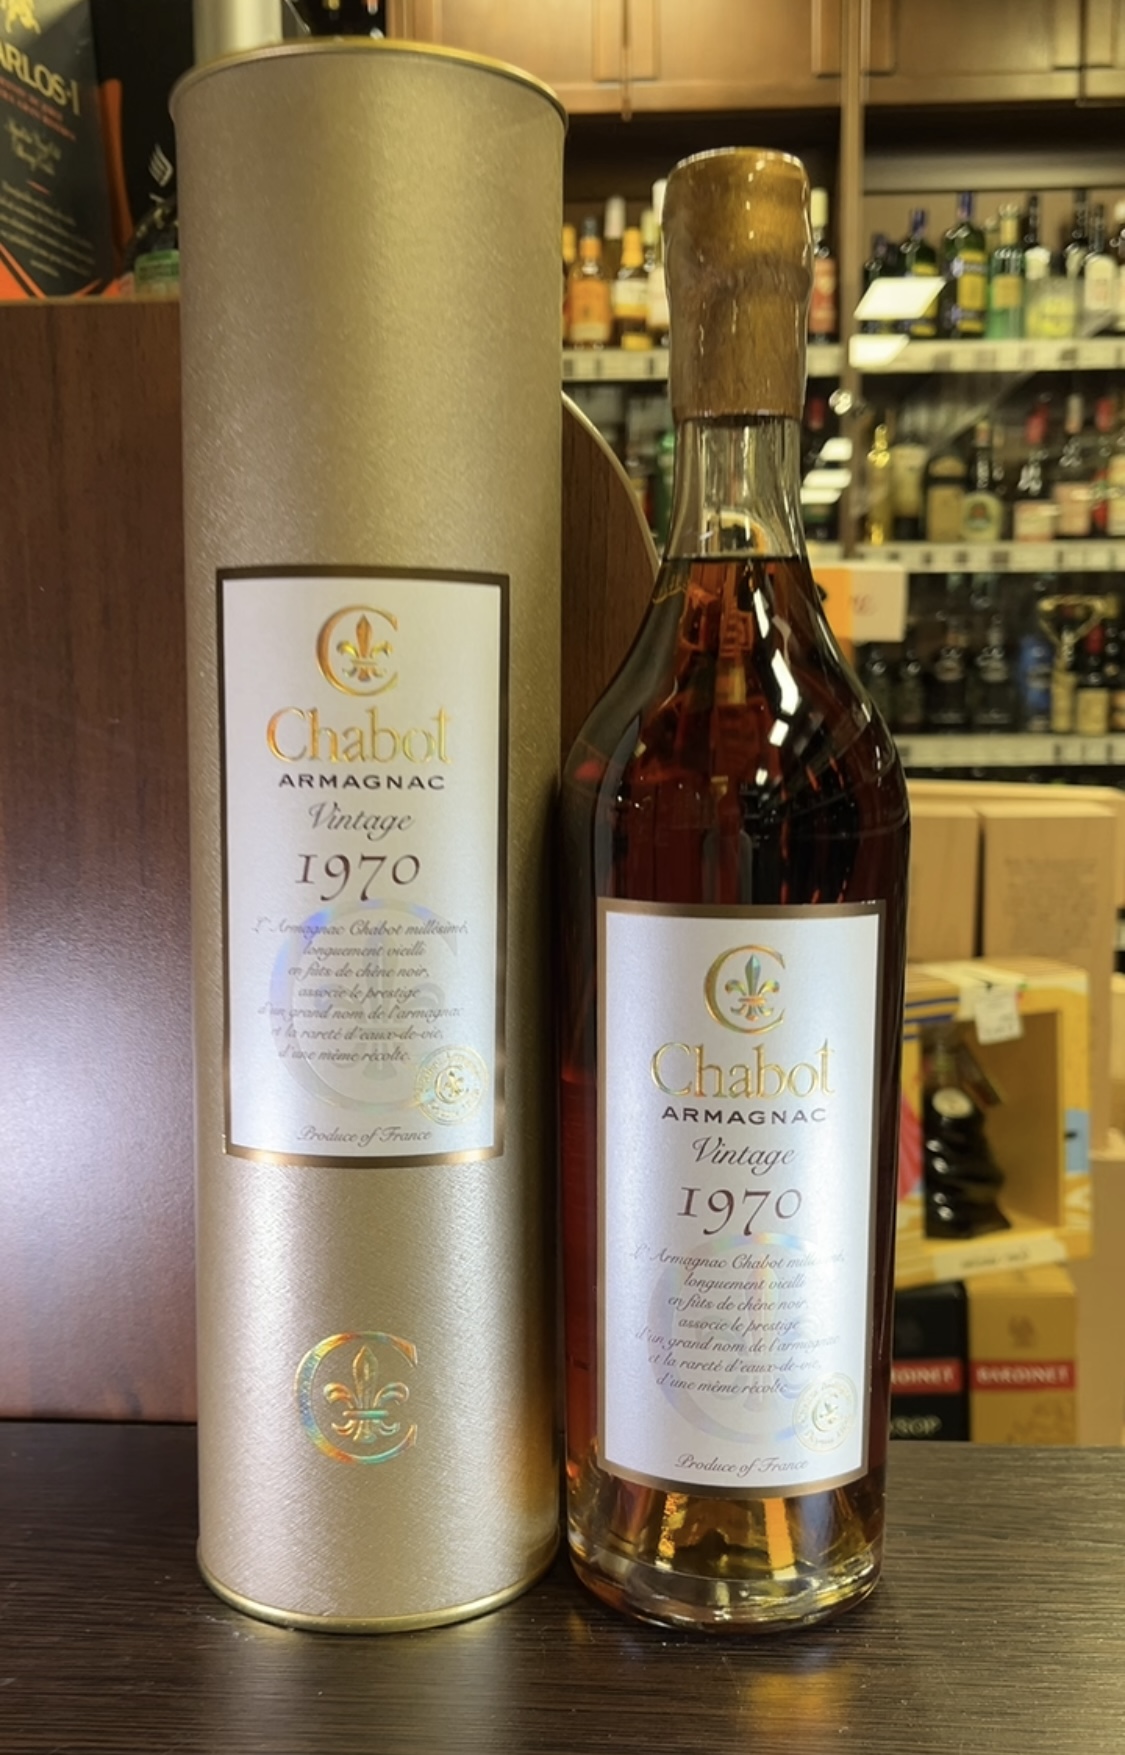 ARLOS·I
Chabot
ARMAGNAC
Vintage
1970
L'Armagnac Chabot millésimé,
longuement vieilli
en fûts de chêne noir,
associe le prestige
d'un grand nom de l'armagnac
et la rareté d'eaux-de-vie,
d'une même récolte.
Produce of France
Chabot
ARMAGNAC
Vintage
1970
L'Armagnac Chabot millésimé,
longuement vieilli
en fûts de chêne noir,
associe le prestige
d'un grand nom de l'armagnac
et la rareté d'eaux-de-vie,
d'une même récolte.
Produce of France
BARDINET